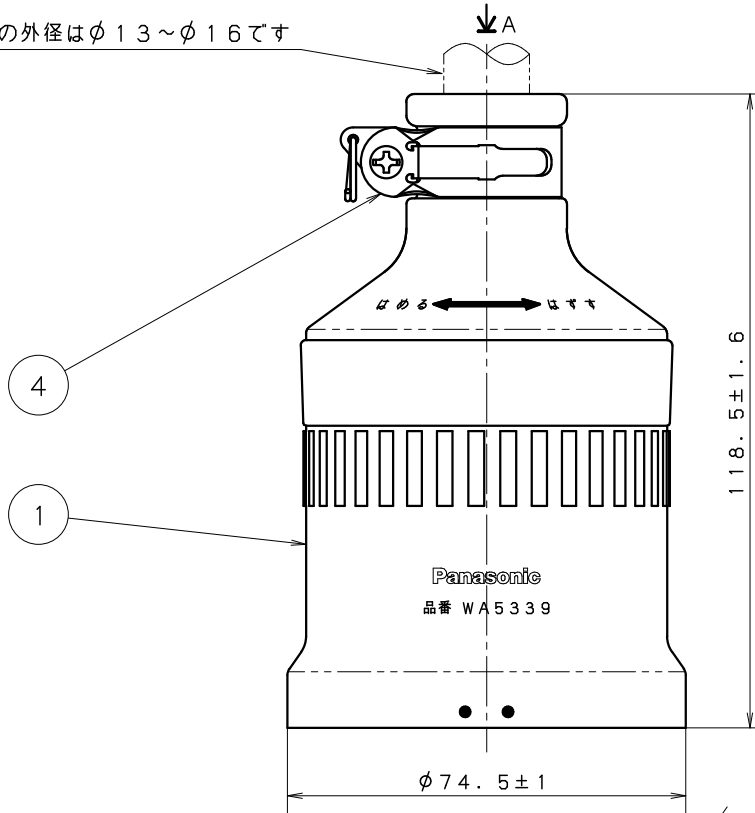 の外径はφ13～φ16です
A
はめる はずす
4
118.5±1.6
1
Panasonic
品番 WA5339
φ74.5±1